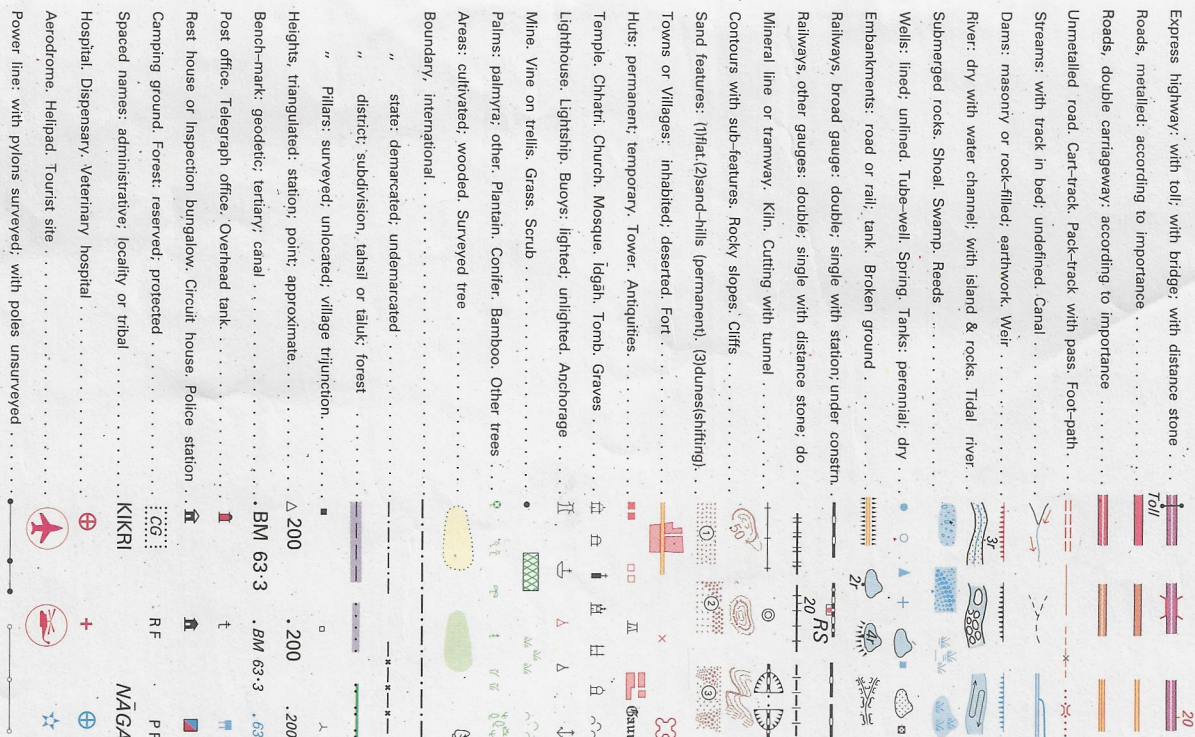 Express highway: with toll; with bridge; with distance stone . . . Toll 20
Roads, metalled: according to importance
Roads, double carriageway: according to importance
Unmetalled road. Cart-track. Pack-track with pass. Foot-path
Streams: with track in bed; undefined. Canal
Dams: masonry or rock-filled; earthwork. Weir
River: dry with water channel; with island & rocks. Tidal river. 3r
Submerged rocks. Shoal. Swamp. Reeds
Wells: lined; unlined. Tube-well. Spring. Tanks: perennial; dry
Embankments: road or rail; tank. Broken ground 2r 4r
Railways, broad gauge: double; single with station; under constrn. RS
Railways, other gauges: double; single with distance stone; do 20
Mineral line or tramway. Kiln. Cutting with tunnel
Contours with sub-features. Rocky slopes. Cliffs 50
Sand features: (1)flat.(2)sand-hills (permanent). (3)dunes(shifting). 1 2 3
Towns or Villages: inhabited; deserted. Fort
Huts; permanent; temporary. Tower. Antiquities.
Temple. Chhatri. Church. Mosque. Īdgāh. Tomb. Graves
Lighthouse. Lightship. Buoys: lighted; unlighted. Anchorage
Mine. Vine on trellis. Grass. Scrub
Palms: palmyra; other. Plantain. Conifer. Bamboo. Other trees
Areas: cultivated; wooded. Surveyed tree
Boundary, international
" state: demarcated; undemarcated
" district; subdivision, tahsīl or tāluk; forest
" Pillars: surveyed; unlocated; village trijunction.
Heights, triangulated: station; point; approximate. 200 .200 .200
Bench-mark: geodetic; tertiary; canal . BM 63·3 .BM 63·3 .63
Post office. Telegraph office. Overhead tank.
Rest house or Inspection bungalow. Circuit house. Police station
Camping ground. Forest: reserved; protected CG RF PF
Spaced names: administrative; locality or tribal KIKRI NĀGA
Hospital. Dispensary. Veterinary hospital
Aerodrome. Helipad. Tourist site
Power line: with pylons surveyed; with poles unsurveyed